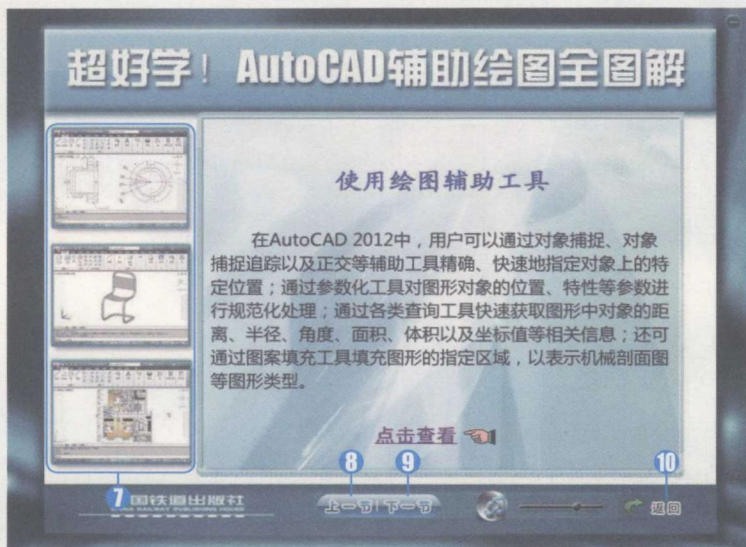 超好学！AutoCAD辅助绘图全图解
使用绘图辅助工具
在AutoCAD 2012中，用户可以通过对象捕捉、对象
捕捉追踪以及正交等辅助工具精确、快速地指定对象上的特
定位置；通过参数化工具对图形对象的位置、特性等参数进
行规范化处理；通过各类查询工具快速获取图形中对象的距
离、半径、角度、面积、体积以及坐标值等相关信息；还可
通过图案填充工具填充图形的指定区域，以表示机械剖面图
等图形类型。
点击查看
8 9 10
7 国铁道出版社
CHINA RAILWAY PUBLISHING HOUSE
上一节 下一节 返回